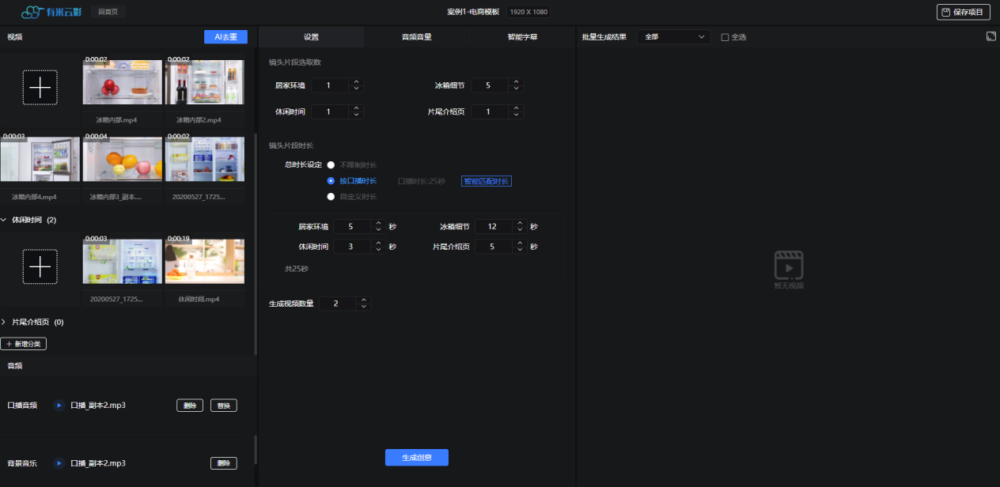 有米云影
回首页
案例1-电商模板
1920 X 1080
保存项目
视频
AI去重
0:00:02
0:00:02
冰箱内部.mp4
冰箱内部2.mp4
0:00:03
0:00:04
0:00:02
冰箱内部4.mp4
冰箱内部3_副本....
20200527_1725...
休闲时间 (2)
0:00:03
0:00:19
20200527_1725...
休闲时间.mp4
片尾介绍页 (0)
+ 新增分类
音频
口播音频
口播_副本2.mp3
删除
替换
背景音乐
口播_副本2.mp3
删除
设置
音频音量
智能字幕
镜头片段选取数
居家环境 1
冰箱细节 5
休闲时间 1
片尾介绍页 1
镜头片段时长
总时长设定
不限制时长
按口播时长
口播时长:25秒
智能匹配时长
自定义时长
居家环境 5 秒
冰箱细节 12 秒
休闲时间 3 秒
片尾介绍页 5 秒
共25秒
生成视频数量 2
生成创意
批量生成结果
全部
全选
暂无视频